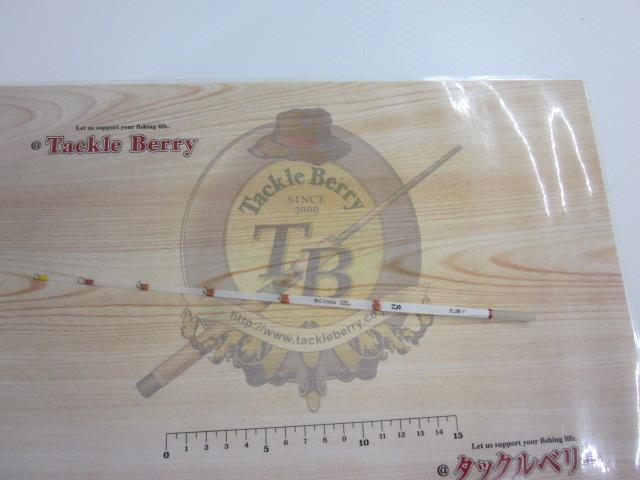 Let us support your fishing life.
@ Tackle Berry
Tackle Berry
SINCE
2000
TB
http://www.tackleberry.co.
0 5 10 15
1 2 3 4 6 7 8 9 11 12 13 14
Let us support your fishing life.
@ タックルベリー